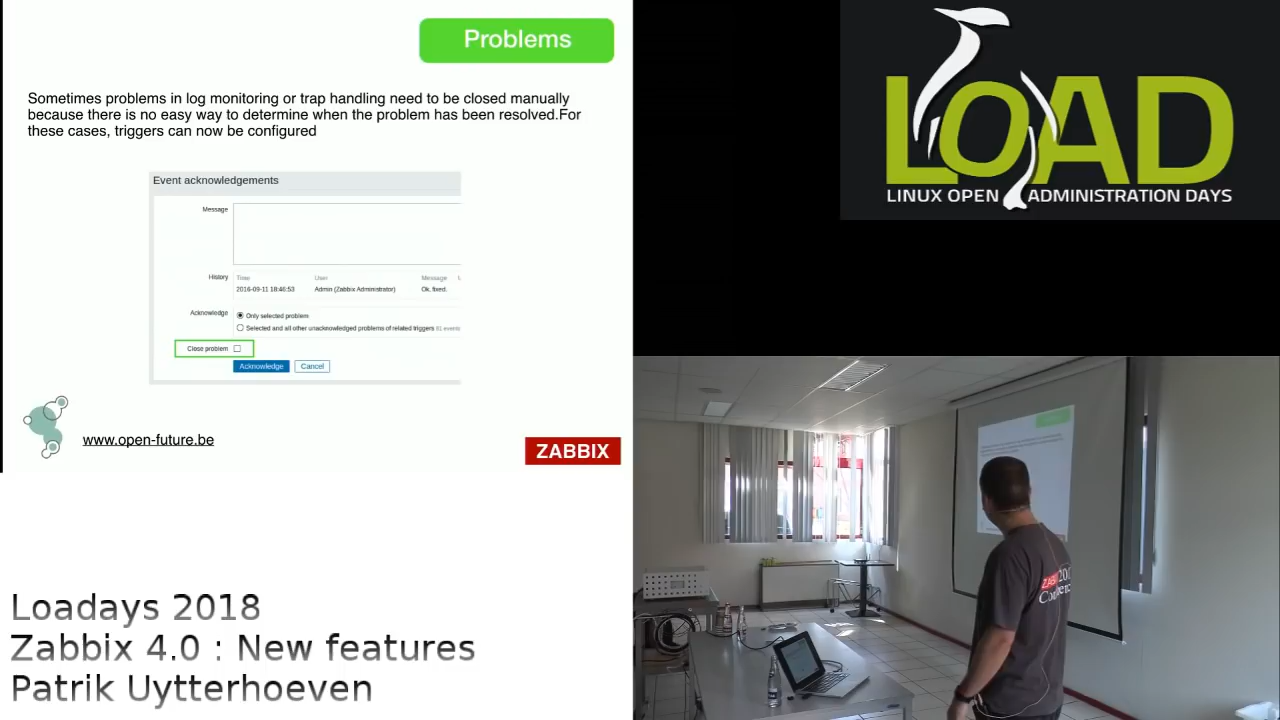 Problems
Sometimes problems in log monitoring or trap handling need to be closed manually
because there is no easy way to determine when the problem has been resolved.For
these cases, triggers can now be configured
Event acknowledgements
Message
History
Time User Message
2016-09-11 18:46:53 Admin (Zabbix Administrator) Ok. fixed.
Acknowledge
Only selected problem
Selected and all other unacknowledged problems of related triggers 81 events
Close problem
Acknowledge Cancel
www.open-future.be
ZABBIX
LOAD
LINUX OPEN ADMINISTRATION DAYS
Loadays 2018
Zabbix 4.0 : New features
Patrik Uytterhoeven